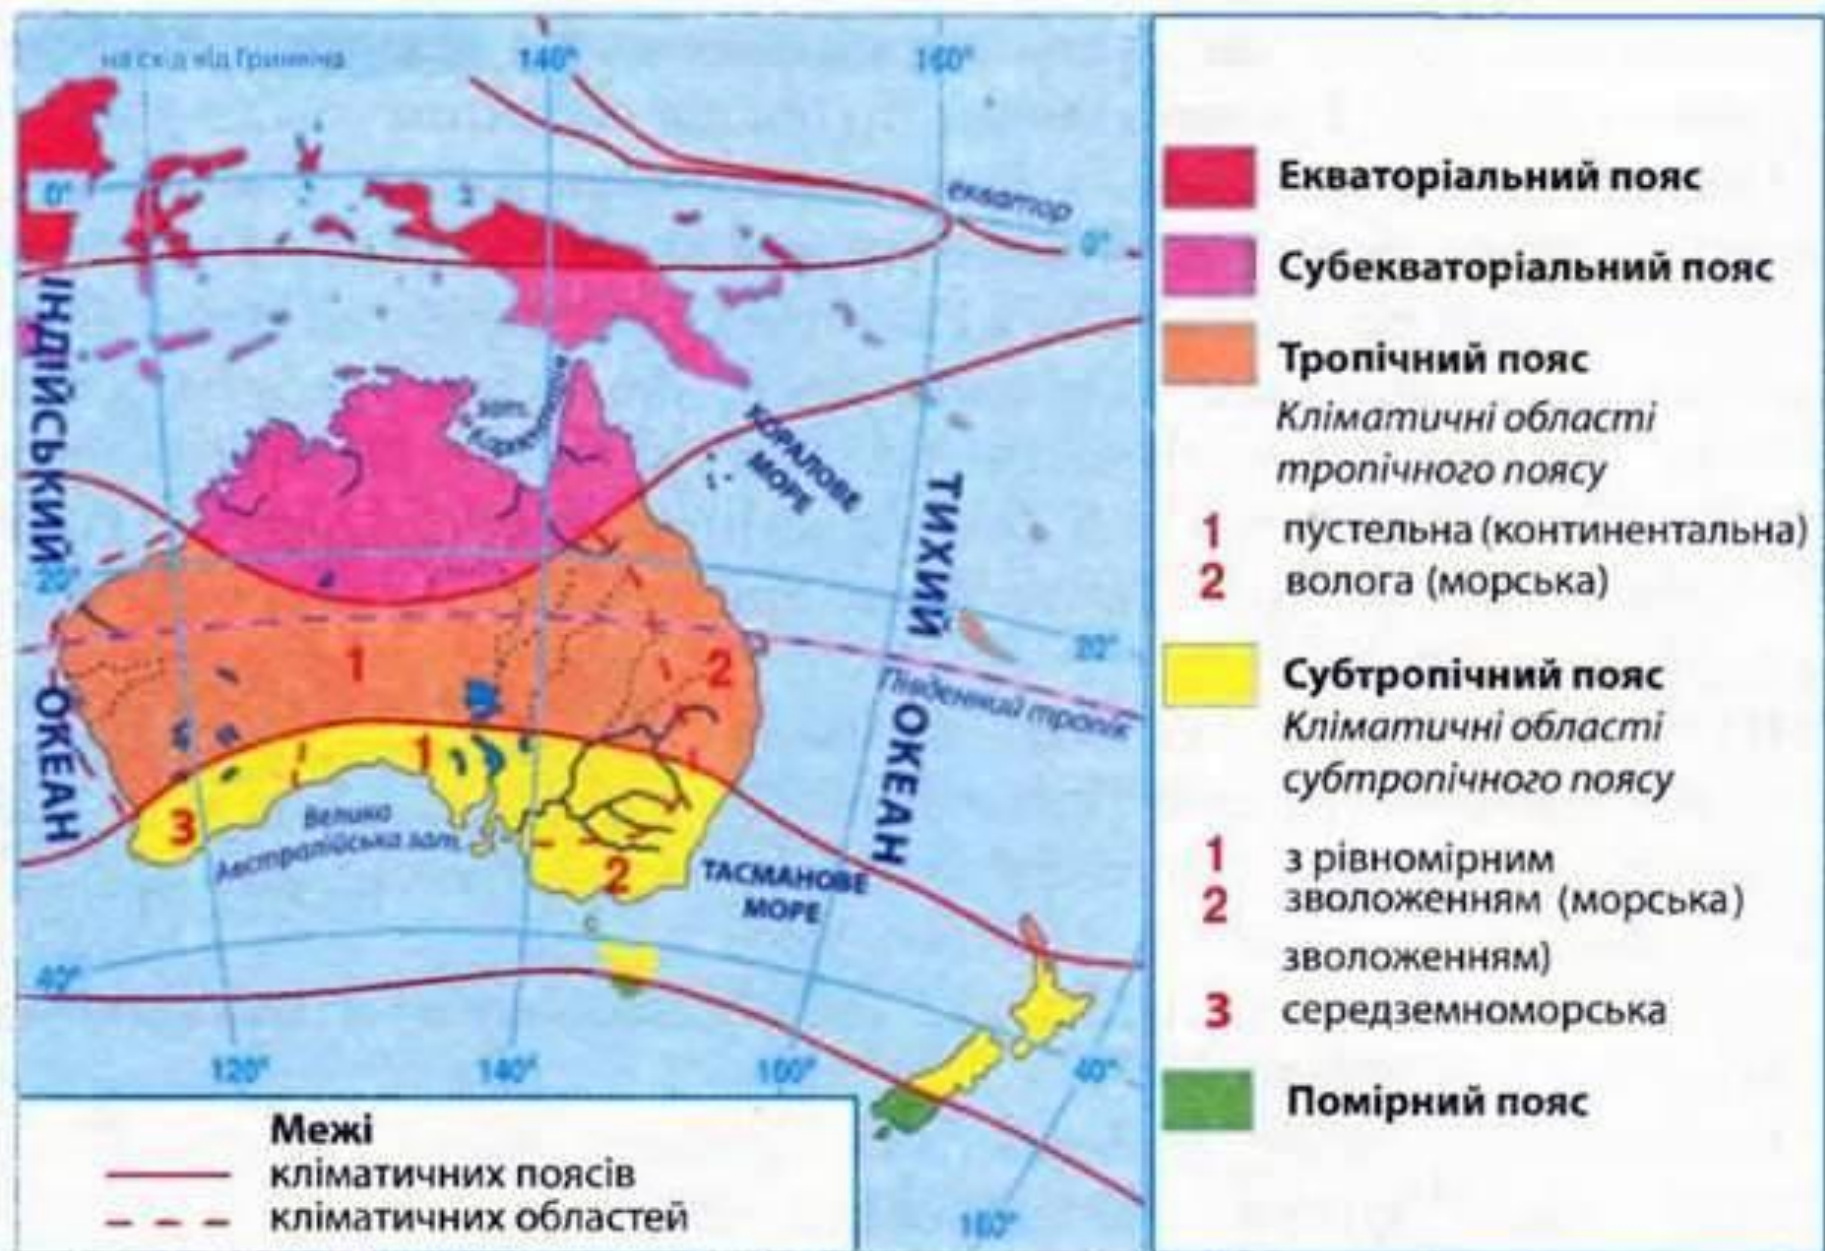 на схід від Гринвіча
140°
160°
0°
екватор
0°
ІНДІЙСЬКИЙ
ОКЕАН
зат.
Карпентарія
КОРАЛОВЕ
МОРЕ
ТИХИЙ
ОКЕАН
20°
1
2
20°
Південний тропік
1
3
2
Велика
Австралійська зат.
ТАСМАНОВЕ
МОРЕ
40°
120°
140°
160°
40°
180°
Межі
кліматичних поясів
кліматичних областей
Екваторіальний пояс
Субекваторіальний пояс
Тропічний пояс
Кліматичні області
тропічного поясу
1 пустельна (континентальна)
2 волога (морська)
Субтропічний пояс
Кліматичні області
субтропічного поясу
1 з рівномірним
2 зволоженням (морська)
зволоженням)
3 середземноморська
Помірний пояс